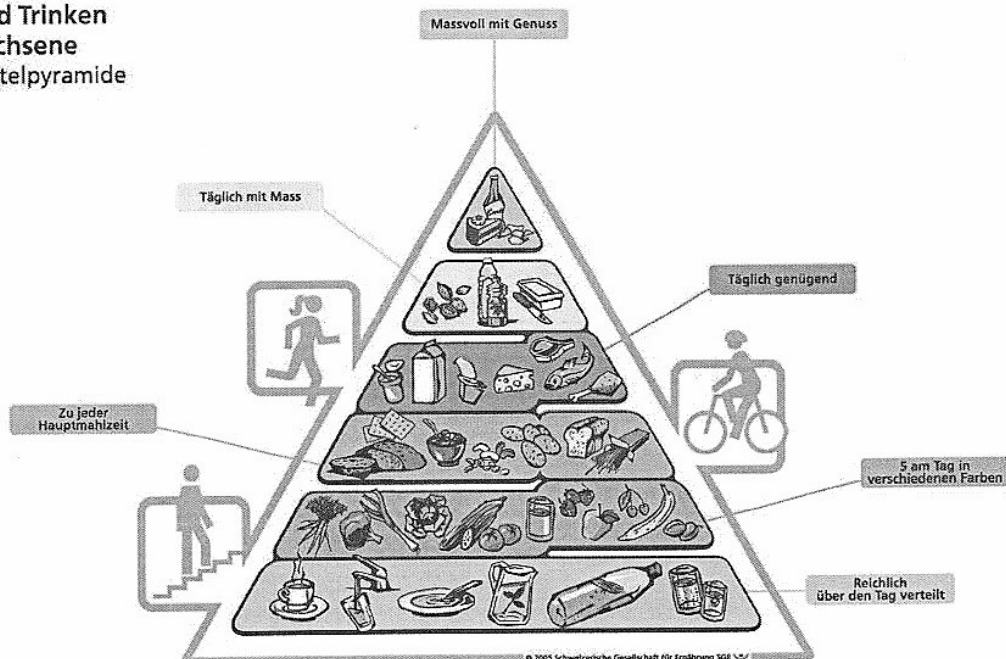 d Trinken
chsene
telpyramide
Massvoll mit Genuss
Täglich mit Mass
Täglich genügend
Zu jeder
Hauptmahlzeit
5 am Tag in
verschiedenen Farben
Reichlich
über den Tag verteilt
© 2005 Schweizerische Gesellschaft für Ernährung SGE